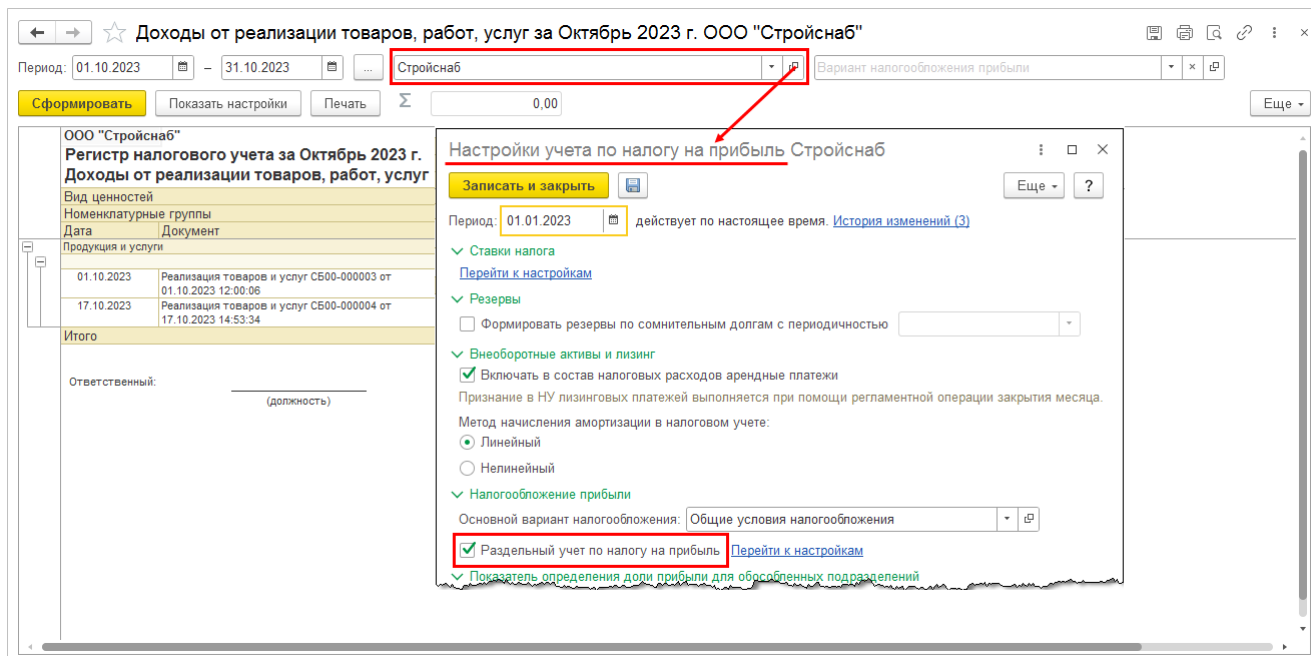 Доходы от реализации товаров, работ, услуг за Октябрь 2023 г. ООО "Стройснаб"
Период: 01.10.2023 – 31.10.2023 ... Стройснаб Вариант налогообложения прибыли
Сформировать Показать настройки Печать Σ 0,00 Еще
ООО "Стройснаб"
Регистр налогового учета за Октябрь 2023 г.
Доходы от реализации товаров, работ, услуг
Вид ценностей
Номенклатурные группы
Дата Документ
Продукция и услуги
01.10.2023 Реализация товаров и услуг СБ00-000003 от
01.10.2023 12:00:06
17.10.2023 Реализация товаров и услуг СБ00-000004 от
17.10.2023 14:53:34
Итого
Ответственный:
(должность)
Настройки учета по налогу на прибыль Стройснаб
Записать и закрыть Еще ?
Период: 01.01.2023 действует по настоящее время. История изменений (3)
Ставки налога
Перейти к настройкам
Резервы
Формировать резервы по сомнительным долгам с периодичностью
Внеоборотные активы и лизинг
Включать в состав налоговых расходов арендные платежи
Признание в НУ лизинговых платежей выполняется при помощи регламентной операции закрытия месяца.
Метод начисления амортизации в налоговом учете:
Линейный
Нелинейный
Налогообложение прибыли
Основной вариант налогообложения: Общие условия налогообложения
Раздельный учет по налогу на прибыль Перейти к настройкам
Показатель определения доли прибыли для обособленных подразделений